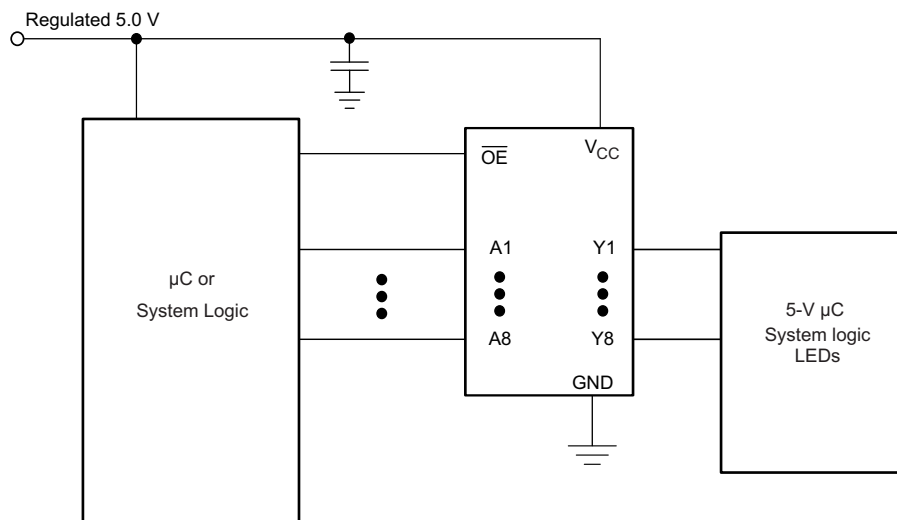 Regulated 5.0 V
OE
VCC
A1
Y1
µC or
System Logic
5-V µC
System logic
LEDs
A8
Y8
GND